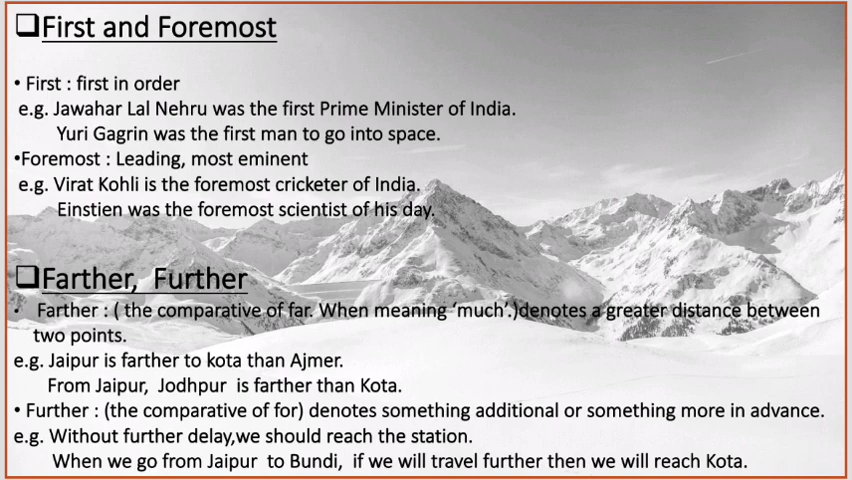 ❑First and Foremost
• First : first in order
e.g. Jawahar Lal Nehru was the first Prime Minister of India.
Yuri Gagrin was the first man to go into space.
•Foremost : Leading, most eminent
e.g. Virat Kohli is the foremost cricketer of India.
Einstien was the foremost scientist of his day.
❑Farther, Further
• Farther : ( the comparative of far. When meaning ‘much’.)denotes a greater distance between
two points.
e.g. Jaipur is farther to kota than Ajmer.
From Jaipur, Jodhpur is farther than Kota.
• Further : (the comparative of for) denotes something additional or something more in advance.
e.g. Without further delay,we should reach the station.
When we go from Jaipur to Bundi, if we will travel further then we will reach Kota.